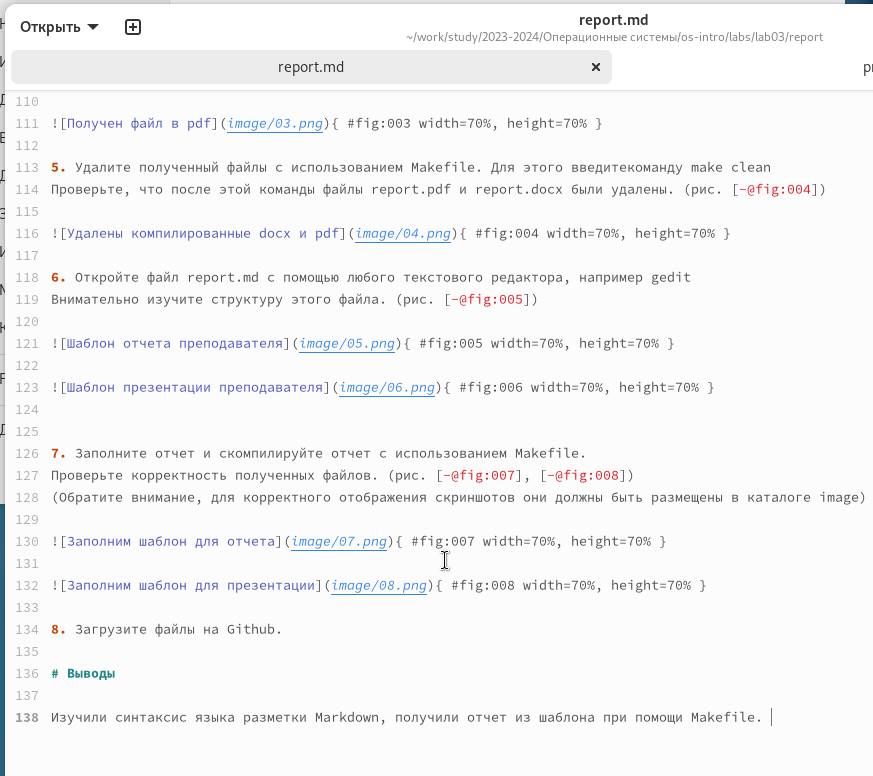 Открыть
report.md
~/work/study/2023-2024/Операционные системы/os-intro/labs/lab03/report
report.md
110
111 ![Получен файл в pdf](image/03.png){ #fig:003 width=70%, height=70% }
112
113 5. Удалите полученный файлы с использованием Makefile. Для этого введитекоманду make clean
114 Проверьте, что после этой команды файлы report.pdf и report.docx были удалены. (рис. [-@fig:004])
115
116 ![Удалены компилированные docx и pdf](image/04.png){ #fig:004 width=70%, height=70% }
117
118 6. Откройте файл report.md с помощью любого текстового редактора, например gedit
119 Внимательно изучите структуру этого файла. (рис. [-@fig:005])
120
121 ![Шаблон отчета преподавателя](image/05.png){ #fig:005 width=70%, height=70% }
122
123 ![Шаблон презентации преподавателя](image/06.png){ #fig:006 width=70%, height=70% }
124
125
126 7. Заполните отчет и скомпилируйте отчет с использованием Makefile.
127 Проверьте корректность полученных файлов. (рис. [-@fig:007], [-@fig:008])
128 (Обратите внимание, для корректного отображения скриншотов они должны быть размещены в каталоге image)
129
130 ![Заполним шаблон для отчета](image/07.png){ #fig:007 width=70%, height=70% }
131
132 ![Заполним шаблон для презентации](image/08.png){ #fig:008 width=70%, height=70% }
133
134 8. Загрузите файлы на Github.
135
136 # Выводы
137
138 Изучили синтаксис языка разметки Markdown, получили отчет из шаблона при помощи Makefile.